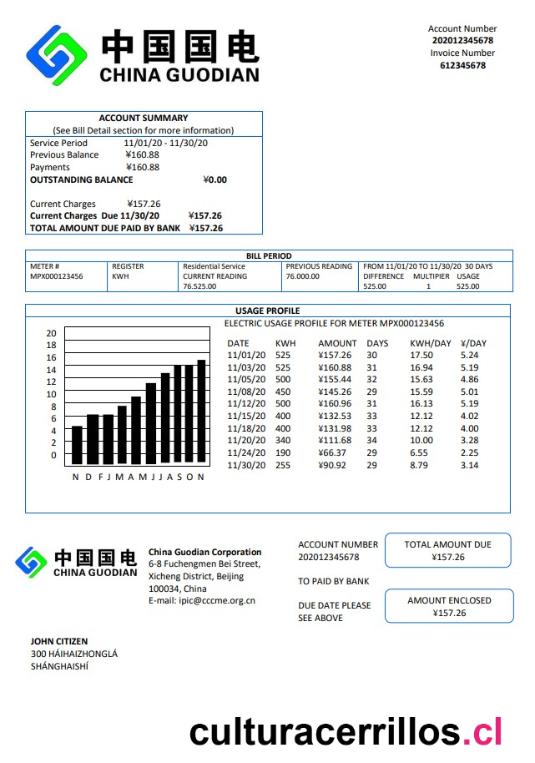 中国国电
CHINA GUODIAN
Account Number
202012345678
Invoice Number
612345678
ACCOUNT SUMMARY
(See Bill Detail section for more information)
Service Period 11/01/20 - 11/30/20
Previous Balance ¥160.88
Payments ¥160.88
OUTSTANDING BALANCE ¥0.00
Current Charges ¥157.26
Current Charges Due 11/30/20 ¥157.26
TOTAL AMOUNT DUE PAID BY BANK ¥157.26
BILL PERIOD
METER # REGISTER Residential Service PREVIOUS READING FROM 11/01/20 TO 11/30/20 30 DAYS
MPX000123456 KWH CURRENT READING 76.000.00 DIFFERENCE MULTIPIER USAGE
76.525.00 525.00 1 525.00
USAGE PROFILE
ELECTRIC USAGE PROFILE FOR METER MPX000123456
20
18
16
14
12
10
8
6
4
2
0
N D F J M A M J A S O N
DATE KWH AMOUNT DAYS KWH/DAY ¥/DAY
11/01/20 525 ¥157.26 30 17.50 5.24
11/03/20 525 ¥160.88 31 16.94 5.19
11/05/20 500 ¥155.44 32 15.63 4.86
11/08/20 450 ¥145.26 29 15.59 5.01
11/12/20 500 ¥160.96 31 16.13 5.19
11/15/20 400 ¥132.53 33 12.12 4.02
11/18/20 400 ¥131.98 33 12.12 4.00
11/20/20 340 ¥111.68 34 10.00 3.28
11/24/20 190 ¥66.37 29 6.55 2.25
11/30/20 255 ¥90.92 29 8.79 3.14
中国国电
CHINA GUODIAN
China Guodian Corporation
6-8 Fuchengmen Bei Street,
Xicheng District, Beijing
100034, China
E-mail: ipic@cccme.org.cn
ACCOUNT NUMBER
202012345678
TO PAID BY BANK
DUE DATE PLEASE
SEE ABOVE
TOTAL AMOUNT DUE
¥157.26
AMOUNT ENCLOSED
¥157.26
JOHN CITIZEN
300 HÁIHAIZHONGLÁ
SHÁNGHAISHÍ
culturacerrillos.cl